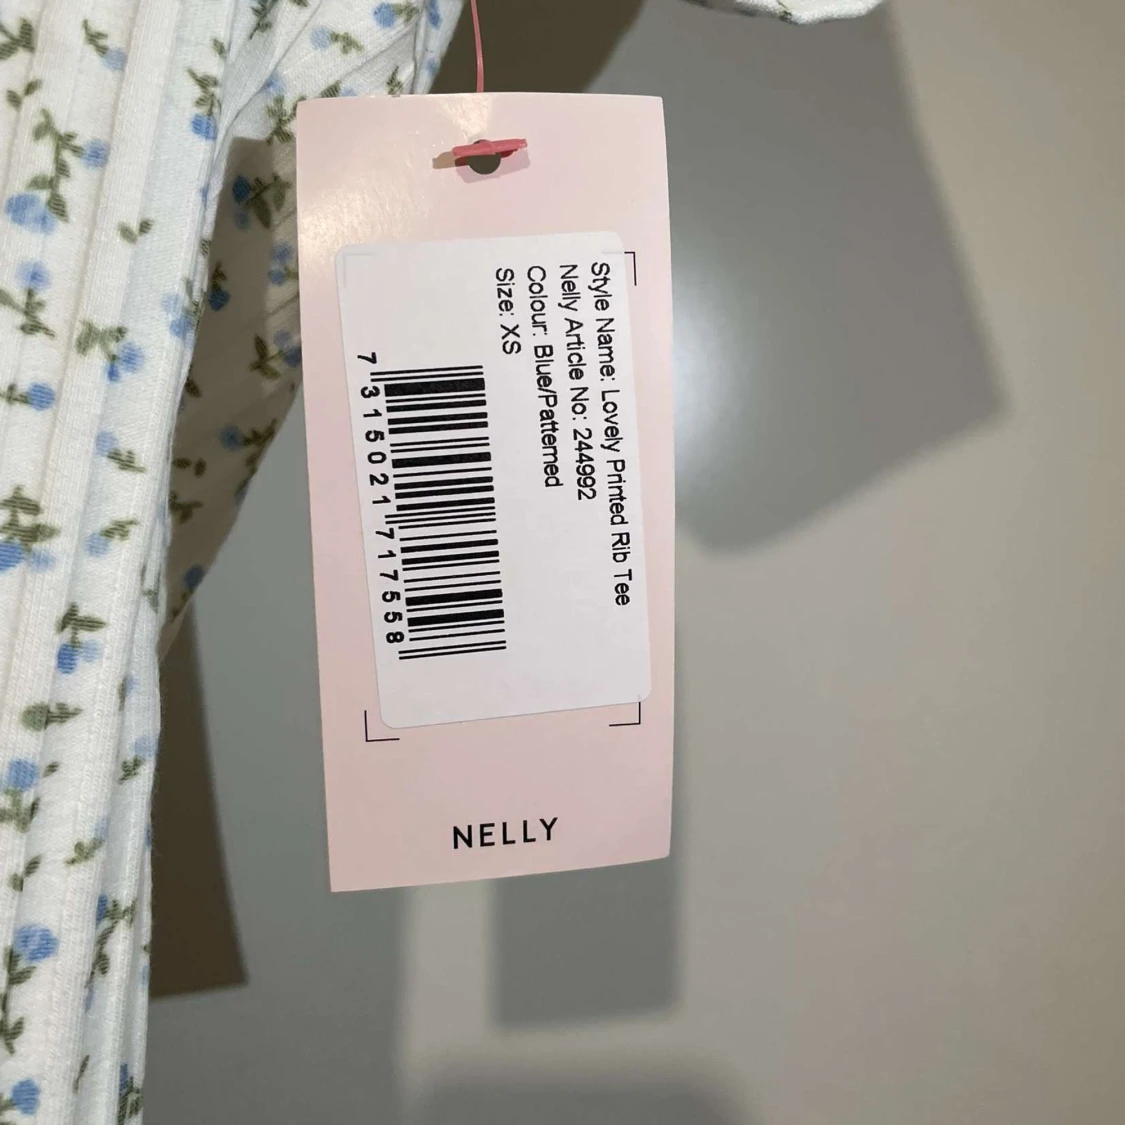 Style Name: Lovely Printed Rib Tee
Nelly Article No: 244992
Colour: Blue/Patterned
Size: XS
7 315021 717558
NELLY